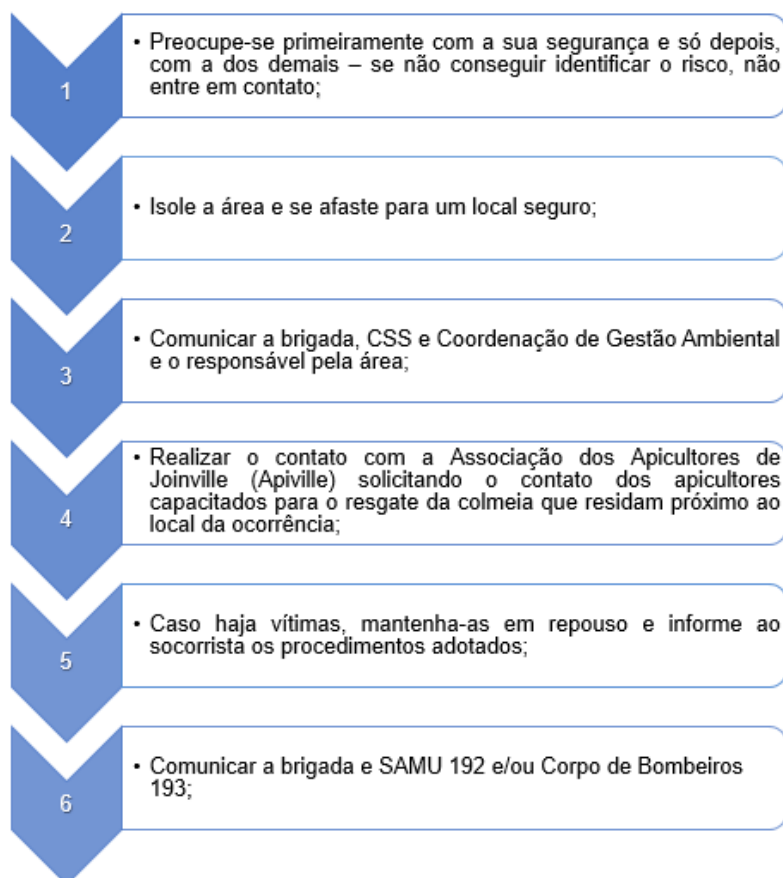 1
• Preocupe-se primeiramente com a sua segurança e só depois,
com a dos demais – se não conseguir identificar o risco, não
entre em contato;
2
• Isole a área e se afaste para um local seguro;
3
• Comunicar a brigada, CSS e Coordenação de Gestão Ambiental
e o responsável pela área;
4
• Realizar o contato com a Associação dos Apicultores de
Joinville (Apiville) solicitando o contato dos apicultores
capacitados para o resgate da colmeia que residam próximo ao
local da ocorrência;
5
• Caso haja vítimas, mantenha-as em repouso e informe ao
socorrista os procedimentos adotados;
6
• Comunicar a brigada e SAMU 192 e/ou Corpo de Bombeiros
193;